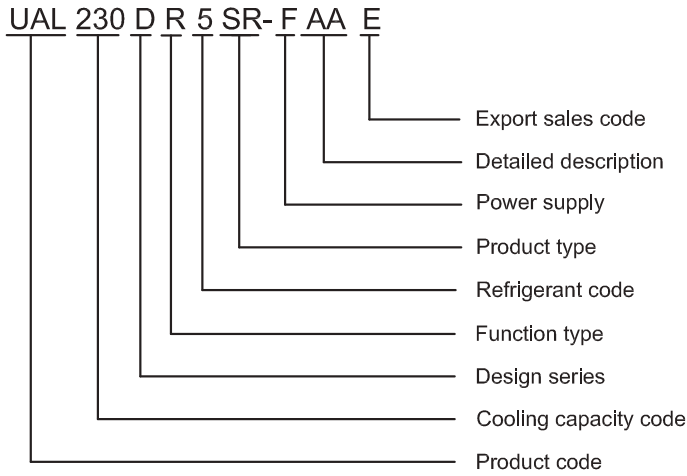 UAL 230 D R 5 SR- F AA E
Export sales code
Detailed description
Power supply
Product type
Refrigerant code
Function type
Design series
Cooling capacity code
Product code